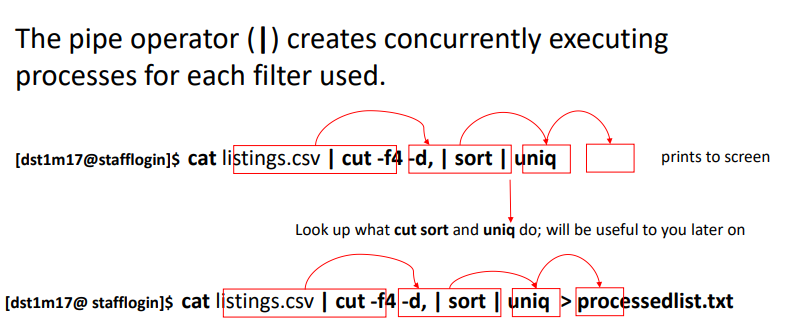 The pipe operator (|) creates concurrently executing
processes for each filter used.
[dst1m17@stafflogin]$ cat listings.csv | cut -f4 -d, | sort | uniq prints to screen
Look up what cut sort and uniq do; will be useful to you later on
[dst1m17@ stafflogin]$ cat listings.csv | cut -f4 -d, | sort | uniq > processedlist.txt